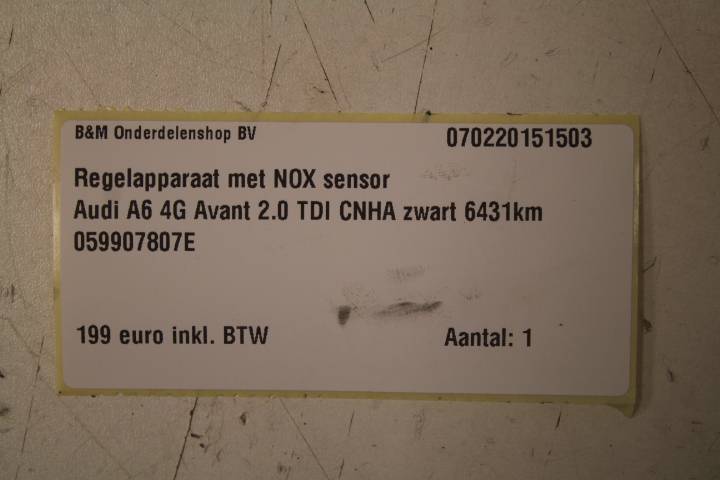 B&M Onderdelenshop BV
070220151503
Regelapparaat met NOX sensor
Audi A6 4G Avant 2.0 TDI CNHA zwart 6431km
059907807E
199 euro inkl. BTW
Aantal: 1